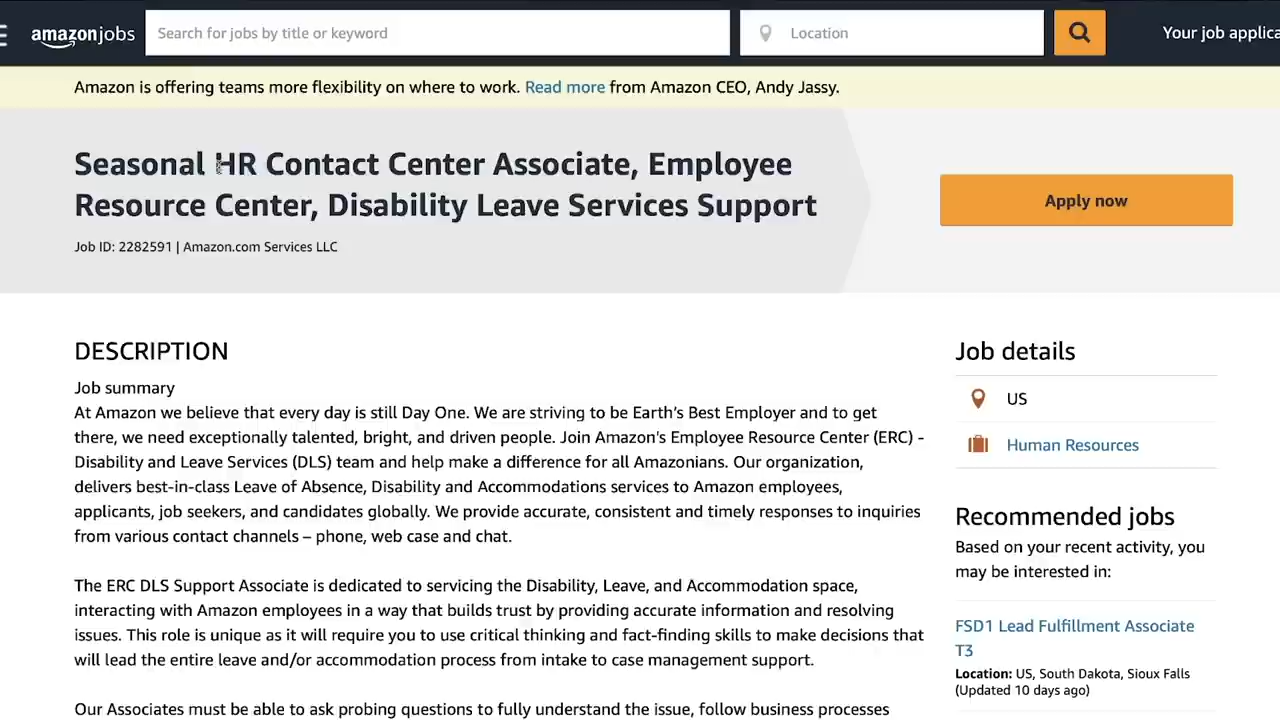 amazonjobs
Search for jobs by title or keyword
Location
Your job applica
Amazon is offering teams more flexibility on where to work. Read more from Amazon CEO, Andy Jassy.
Seasonal HR Contact Center Associate, Employee
Resource Center, Disability Leave Services Support
Job ID: 2282591 | Amazon.com Services LLC
Apply now
DESCRIPTION
Job summary
At Amazon we believe that every day is still Day One. We are striving to be Earth's Best Employer and to get
there, we need exceptionally talented, bright, and driven people. Join Amazon's Employee Resource Center (ERC) -
Disability and Leave Services (DLS) team and help make a difference for all Amazonians. Our organization,
delivers best-in-class Leave of Absence, Disability and Accommodations services to Amazon employees,
applicants, job seekers, and candidates globally. We provide accurate, consistent and timely responses to inquiries
from various contact channels – phone, web case and chat.
The ERC DLS Support Associate is dedicated to servicing the Disability, Leave, and Accommodation space,
interacting with Amazon employees in a way that builds trust by providing accurate information and resolving
issues. This role is unique as it will require you to use critical thinking and fact-finding skills to make decisions that
will lead the entire leave and/or accommodation process from intake to case management support.
Our Associates must be able to ask probing questions to fully understand the issue, follow business processes
Job details
US
Human Resources
Recommended jobs
Based on your recent activity, you
may be interested in:
FSD1 Lead Fulfillment Associate
T3
Location: US, South Dakota, Sioux Falls
(Updated 10 days ago)